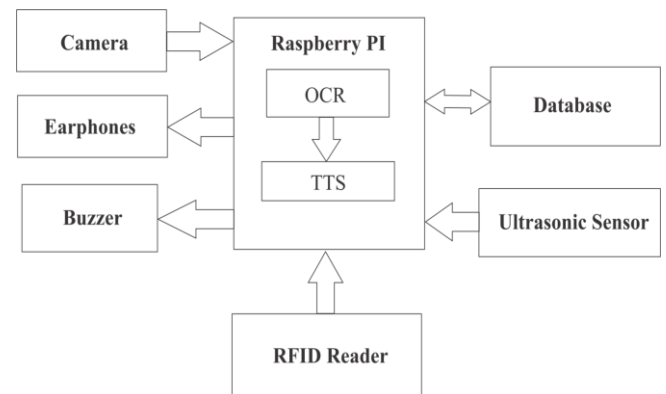 Camera
Raspberry PI
OCR
Earphones
Database
TTS
Buzzer
Ultrasonic Sensor
RFID Reader